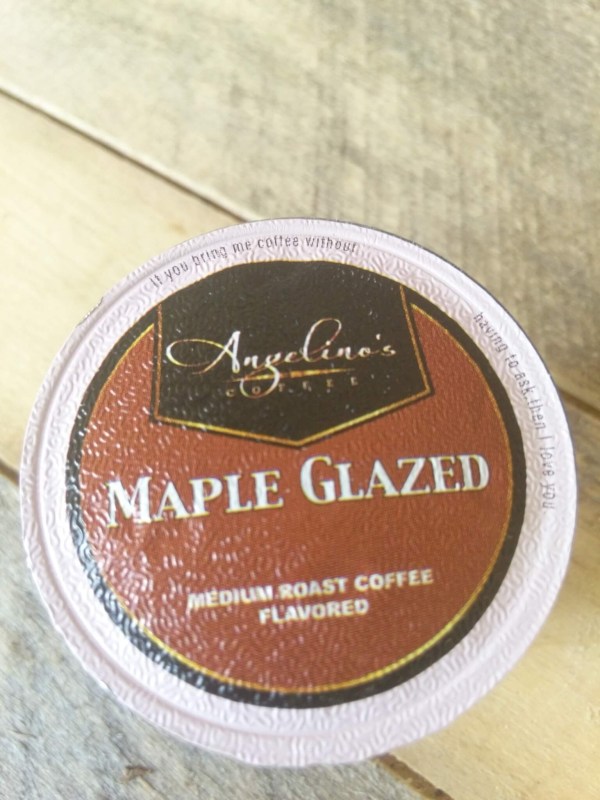 if you bring me coffee without
having to ask then I love you
Angelino's
COFFEE
MAPLE GLAZED
MEDIUM ROAST COFFEE
FLAVORED